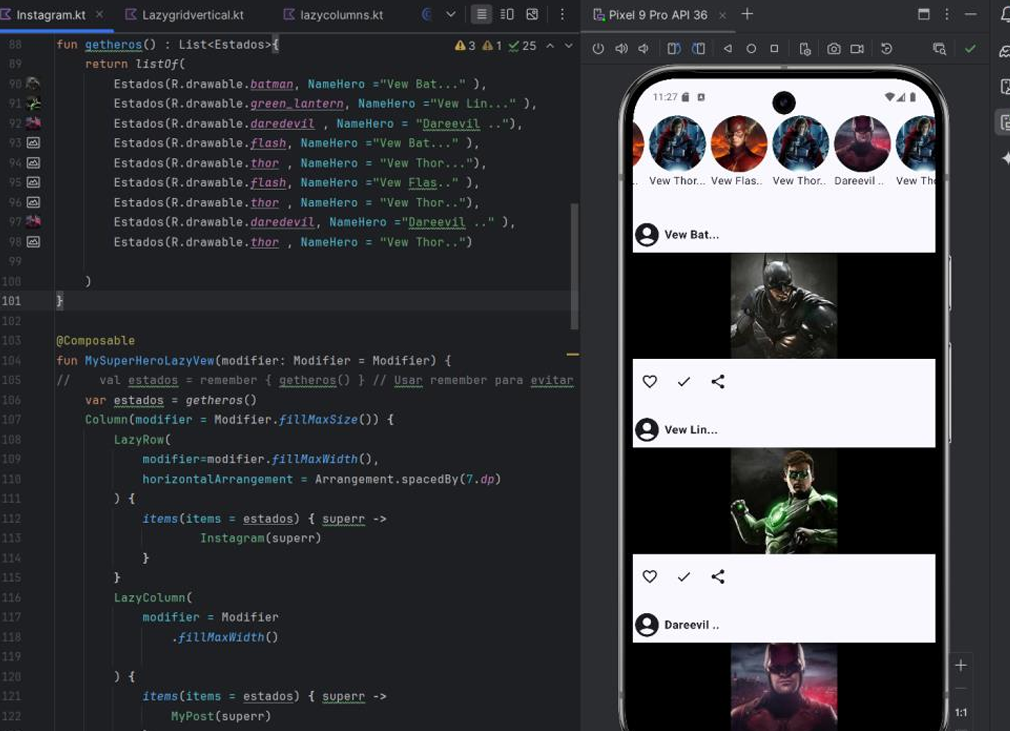 Instagram.kt
Lazygridvertical.kt
lazycolumns.kt
Pixel 9 Pro API 36
88 fun getheros() : List<Estados>{
3 1 25
89 return listOf(
90 Estados(R.drawable.batman, NameHero ="Vew Bat..." ),
91 Estados(R.drawable.green_lantern, NameHero ="Vew Lin..." ),
92 Estados(R.drawable.daredevil , NameHero = "Dareevil .."),
93 Estados(R.drawable.flash, NameHero ="Vew Bat..." ),
94 Estados(R.drawable.thor , NameHero = "Vew Thor..."),
95 Estados(R.drawable.flash, NameHero ="Vew Flas.." ),
96 Estados(R.drawable.thor , NameHero = "Vew Thor.."),
97 Estados(R.drawable.daredevil, NameHero ="Dareevil .." ),
98 Estados(R.drawable.thor , NameHero = "Vew Thor..")
99
100 )
101 }
102
103 @Composable
104 fun MySuperHeroLazyVew(modifier: Modifier = Modifier) {
105 // val estados = remember { getheros() } // Usar remember para evitar
106 var estados = getheros()
107 Column(modifier = Modifier.fillMaxSize()) {
108 LazyRow(
109 modifier=modifier.fillMaxWidth(),
110 horizontalArrangement = Arrangement.spacedBy(7.dp)
111 ) {
112 items(items = estados) { superr ->
113 Instagram(superr)
114 }
115 }
116 LazyColumn(
117 modifier = Modifier
118 .fillMaxWidth()
119
120 ) {
121 items(items = estados) { superr ->
122 MyPost(superr)
11:27
.. Vew Thor... Vew Flas.. Vew Thor.. Dareevil .. Vew Th
Vew Bat...
Vew Lin...
Dareevil ..
1:1